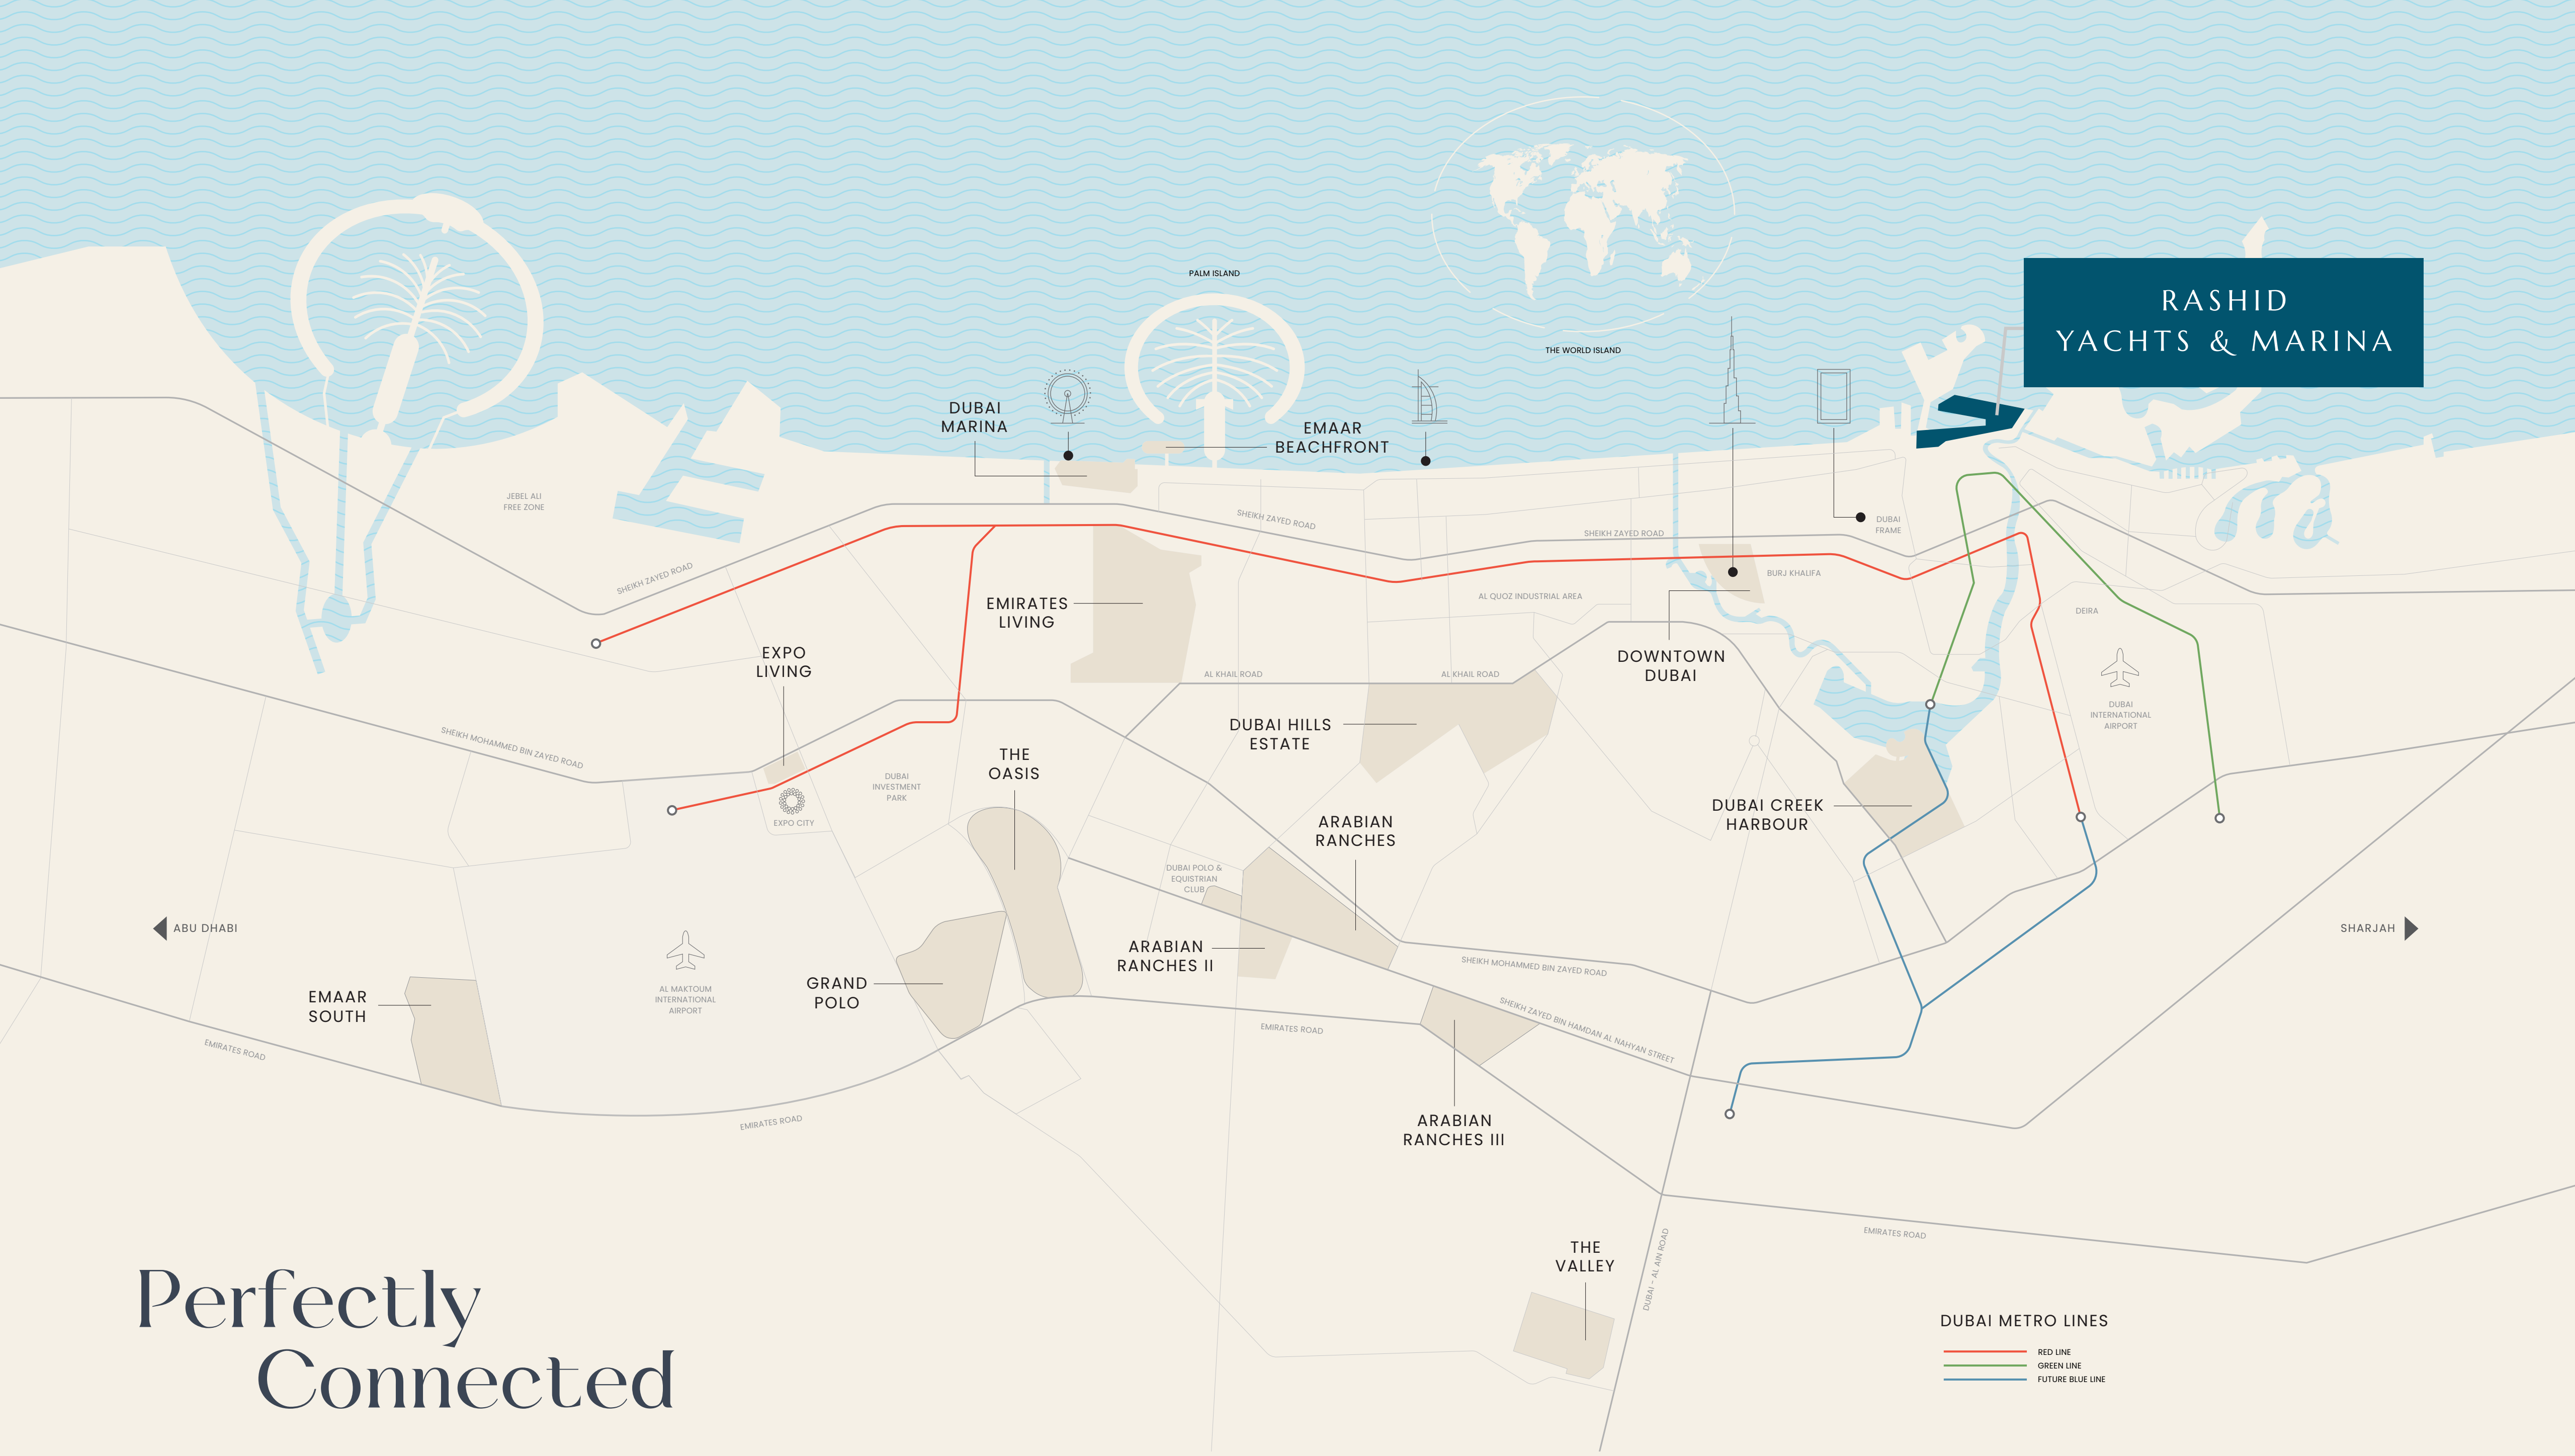 PALM ISLAND
THE WORLD ISLAND
RASHID
YACHTS & MARINA
DUBAI
MARINA
EMAAR
BEACHFRONT
JEBEL ALI
FREE ZONE
SHEIKH ZAYED ROAD
SHEIKH ZAYED ROAD
SHEIKH ZAYED ROAD
DUBAI
FRAME
BURJ KHALIFA
AL QUOZ INDUSTRIAL AREA
EMIRATES
LIVING
DEIRA
EXPO
LIVING
DOWNTOWN
DUBAI
AL KHAIL ROAD
AL KHAIL ROAD
DUBAI
INTERNATIONAL
AIRPORT
DUBAI HILLS
ESTATE
SHEIKH MOHAMMED BIN ZAYED ROAD
THE
OASIS
DUBAI
INVESTMENT
PARK
EXPO CITY
DUBAI CREEK
HARBOUR
ARABIAN
RANCHES
DUBAI POLO &
EQUISTRIAN
CLUB
ABU DHABI
SHARJAH
ARABIAN
RANCHES II
SHEIKH MOHAMMED BIN ZAYED ROAD
GRAND
POLO
AL MAKTOUM
INTERNATIONAL
AIRPORT
EMAAR
SOUTH
SHEIKH ZAYED BIN HAMDAN AL NAHYAN STREET
EMIRATES ROAD
EMIRATES ROAD
EMIRATES ROAD
ARABIAN
RANCHES III
EMIRATES ROAD
THE
VALLEY
DUBAI - AL AIN ROAD
Perfectly
Connected
DUBAI METRO LINES
RED LINE
GREEN LINE
FUTURE BLUE LINE